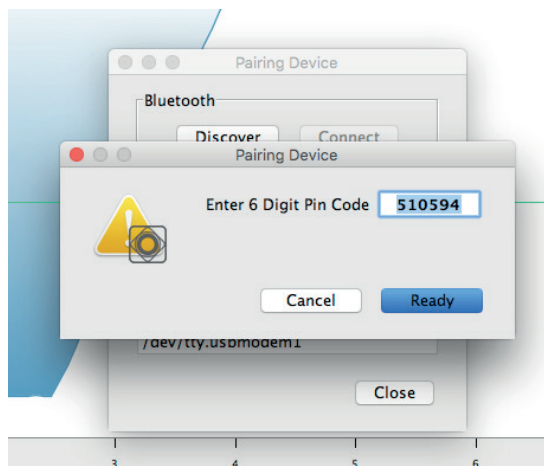 Pairing Device
Bluetooth
Discover Connect
Pairing Device
Enter 6 Digit Pin Code 510594
Cancel Ready
/dev/tty.usbmodem1
Close
3 4 5 6